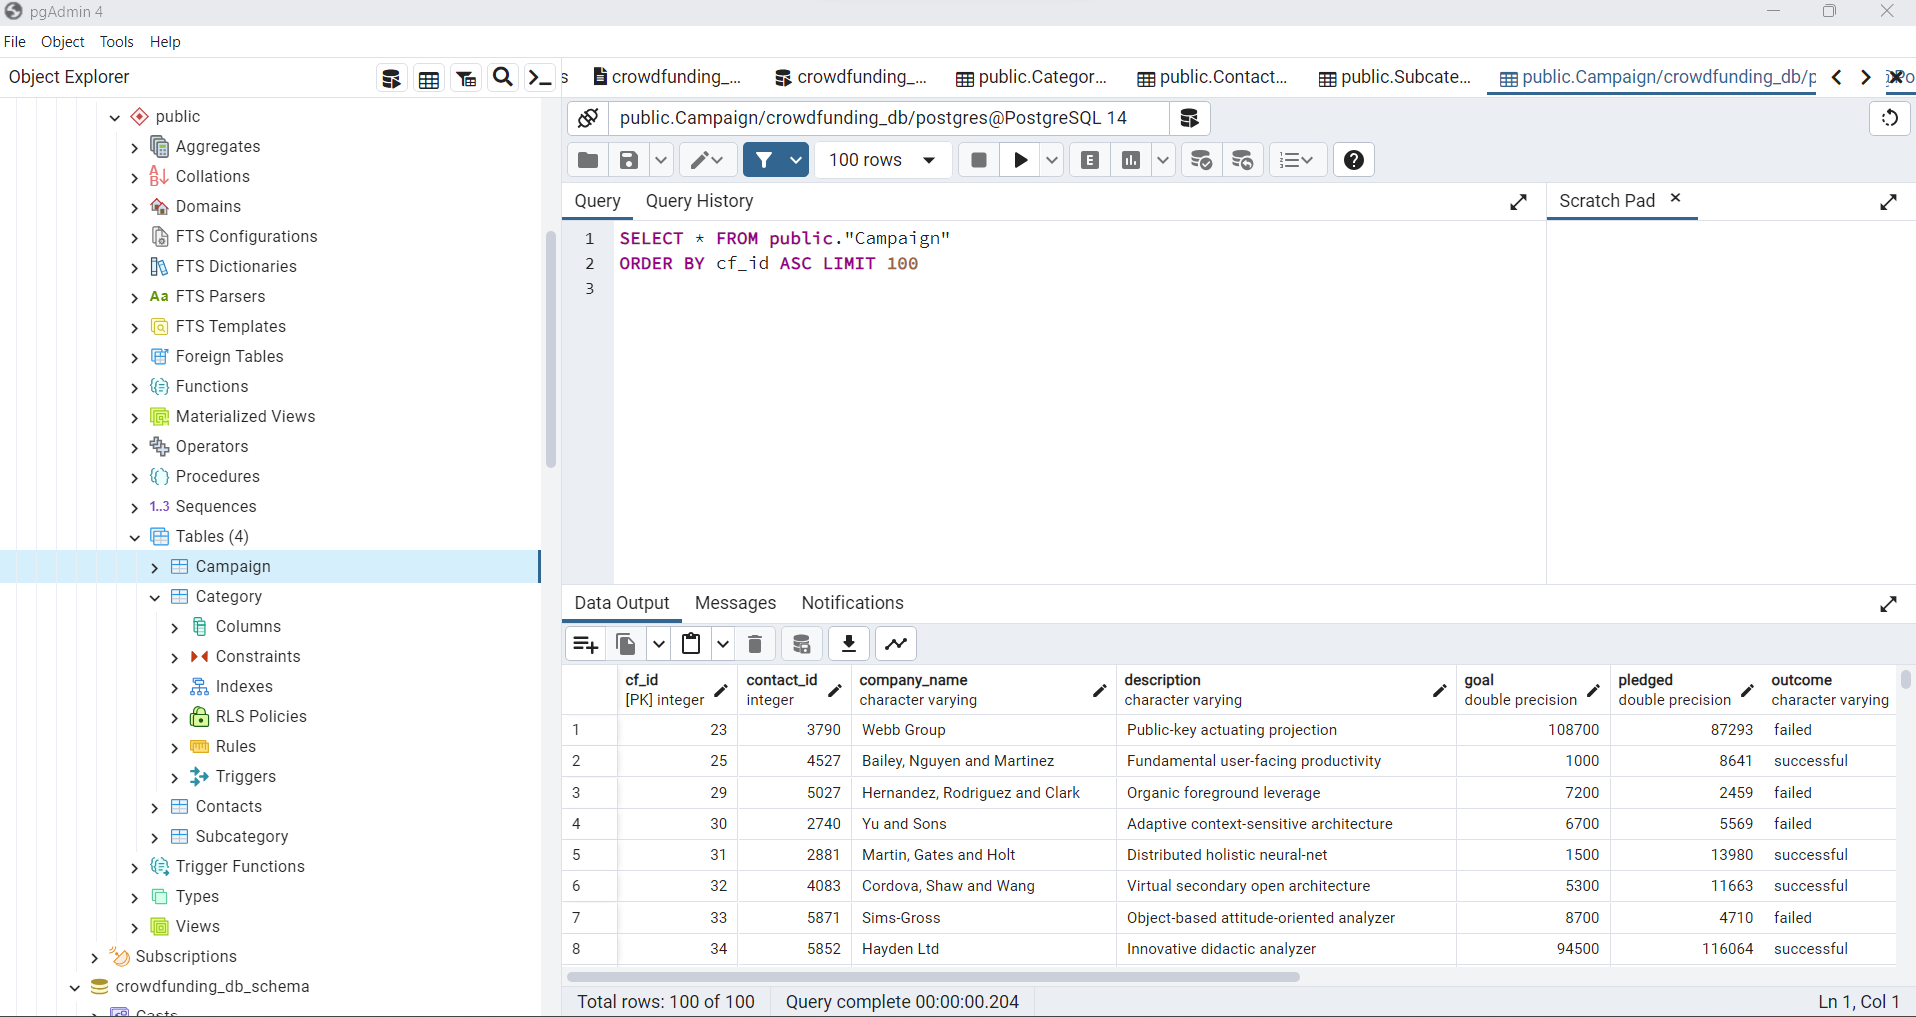 pgAdmin 4
File Object Tools Help
Object Explorer
s crowdfunding_... crowdfunding_... public.Categor... public.Contact... public.Subcate... public.Campaign/crowdfunding_db/p
public.Campaign/crowdfunding_db/postgres@PostgreSQL 14
100 rows
E
Query Query History
Scratch Pad
1 SELECT * FROM public."Campaign"
2 ORDER BY cf_id ASC LIMIT 100
3
public
Aggregates
Collations
Domains
FTS Configurations
FTS Dictionaries
Aa FTS Parsers
FTS Templates
Foreign Tables
Functions
Materialized Views
Operators
Procedures
1..3 Sequences
Tables (4)
Campaign
Category
Columns
Constraints
Indexes
RLS Policies
Rules
Triggers
Contacts
Subcategory
Trigger Functions
Types
Views
Subscriptions
crowdfunding_db_schema
Casts
Data Output Messages Notifications
cf_id contact_id company_name description goal pledged outcome
[PK] integer integer character varying character varying double precision double precision character varying
1 23 3790 Webb Group Public-key actuating projection 108700 87293 failed
2 25 4527 Bailey, Nguyen and Martinez Fundamental user-facing productivity 1000 8641 successful
3 29 5027 Hernandez, Rodriguez and Clark Organic foreground leverage 7200 2459 failed
4 30 2740 Yu and Sons Adaptive context-sensitive architecture 6700 5569 failed
5 31 2881 Martin, Gates and Holt Distributed holistic neural-net 1500 13980 successful
6 32 4083 Cordova, Shaw and Wang Virtual secondary open architecture 5300 11663 successful
7 33 5871 Sims-Gross Object-based attitude-oriented analyzer 8700 4710 failed
8 34 5852 Hayden Ltd Innovative didactic analyzer 94500 116064 successful
Total rows: 100 of 100 Query complete 00:00:00.204 Ln 1, Col 1